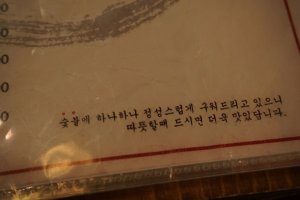 숯불에 하나하나 정성스럽게 구워드리고 있으니
따뜻할때 드시면 더욱 맛있답니다.